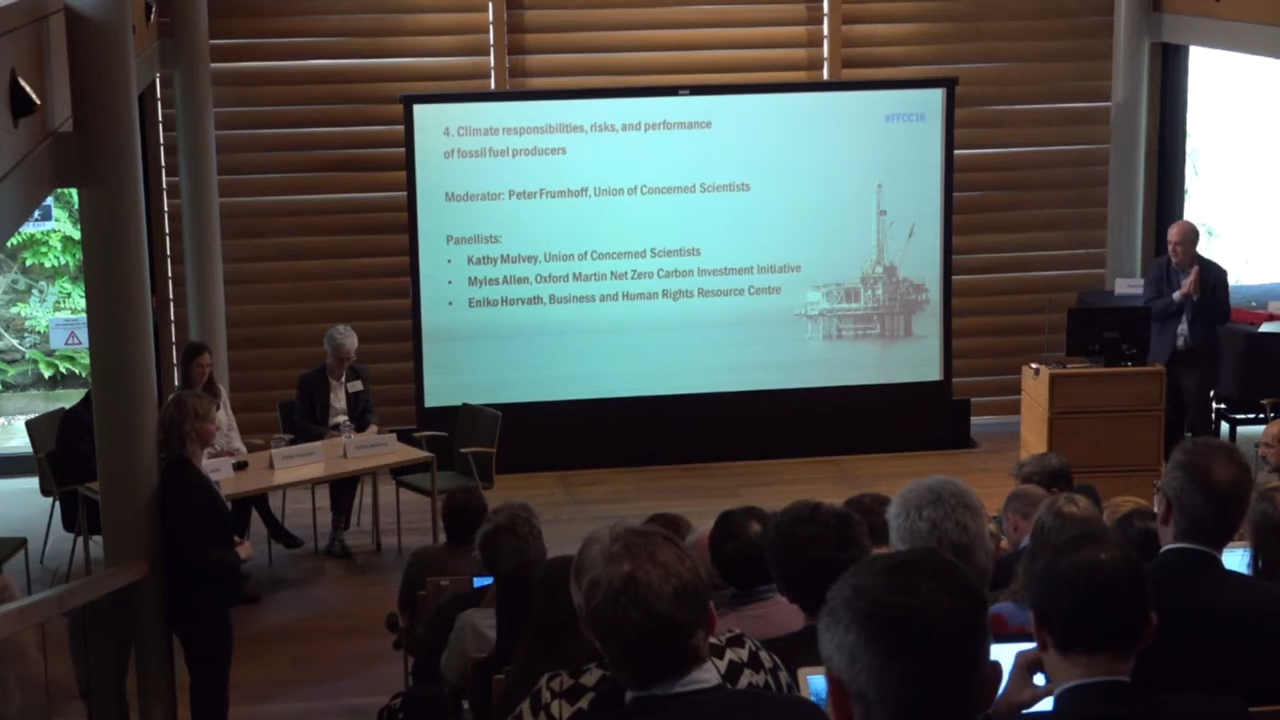 4. Climate responsibilities, risks, and performance
of fossil fuel producers
#FFCC16
Moderator: Peter Frumhoff, Union of Concerned Scientists
Panellists:
• Kathy Mulvey, Union of Concerned Scientists
• Myles Allen, Oxford Martin Net Zero Carbon Investment Initiative
• Eniko Horvath, Business and Human Rights Resource Centre